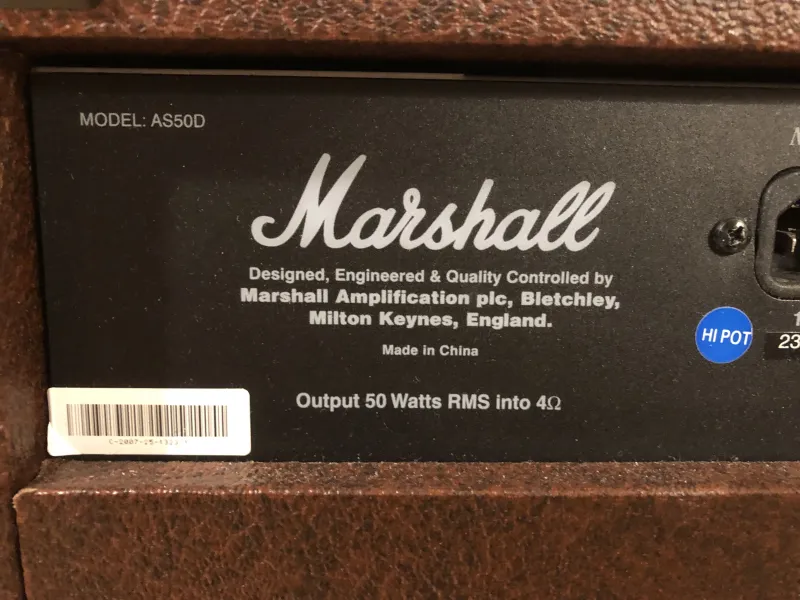 MODEL: AS50D
Marshall
Designed, Engineered & Quality Controlled by
Marshall Amplification plc, Bletchley,
Milton Keynes, England.
Made in China
HI POT
Output 50 Watts RMS into 4Ω